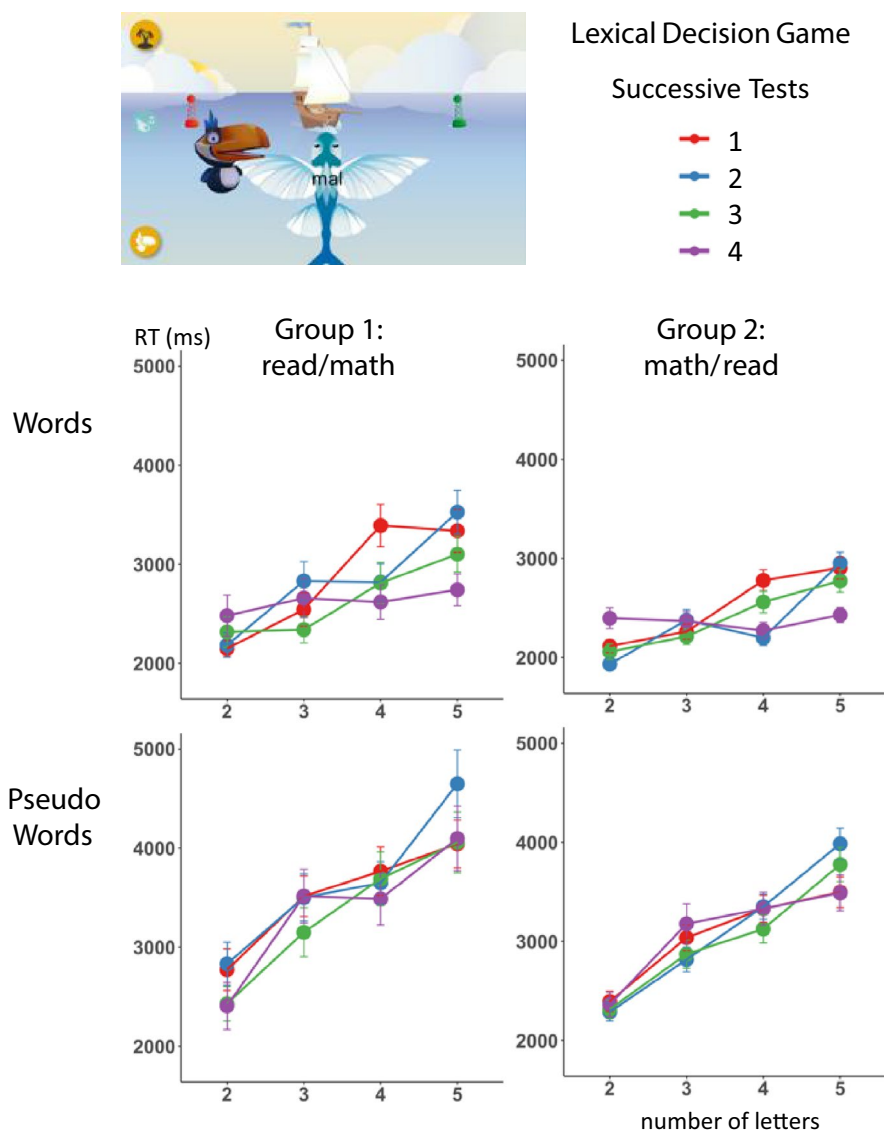 Lexical Decision Game
Successive Tests
1
2
3
4
mal
RT (ms)
Group 1:
read/math
Group 2:
math/read
Words
5000
4000
3000
2000
2 3 4 5
5000
4000
3000
2000
2 3 4 5
Pseudo
Words
5000
4000
3000
2000
2 3 4 5
5000
4000
3000
2000
2 3 4 5
number of letters